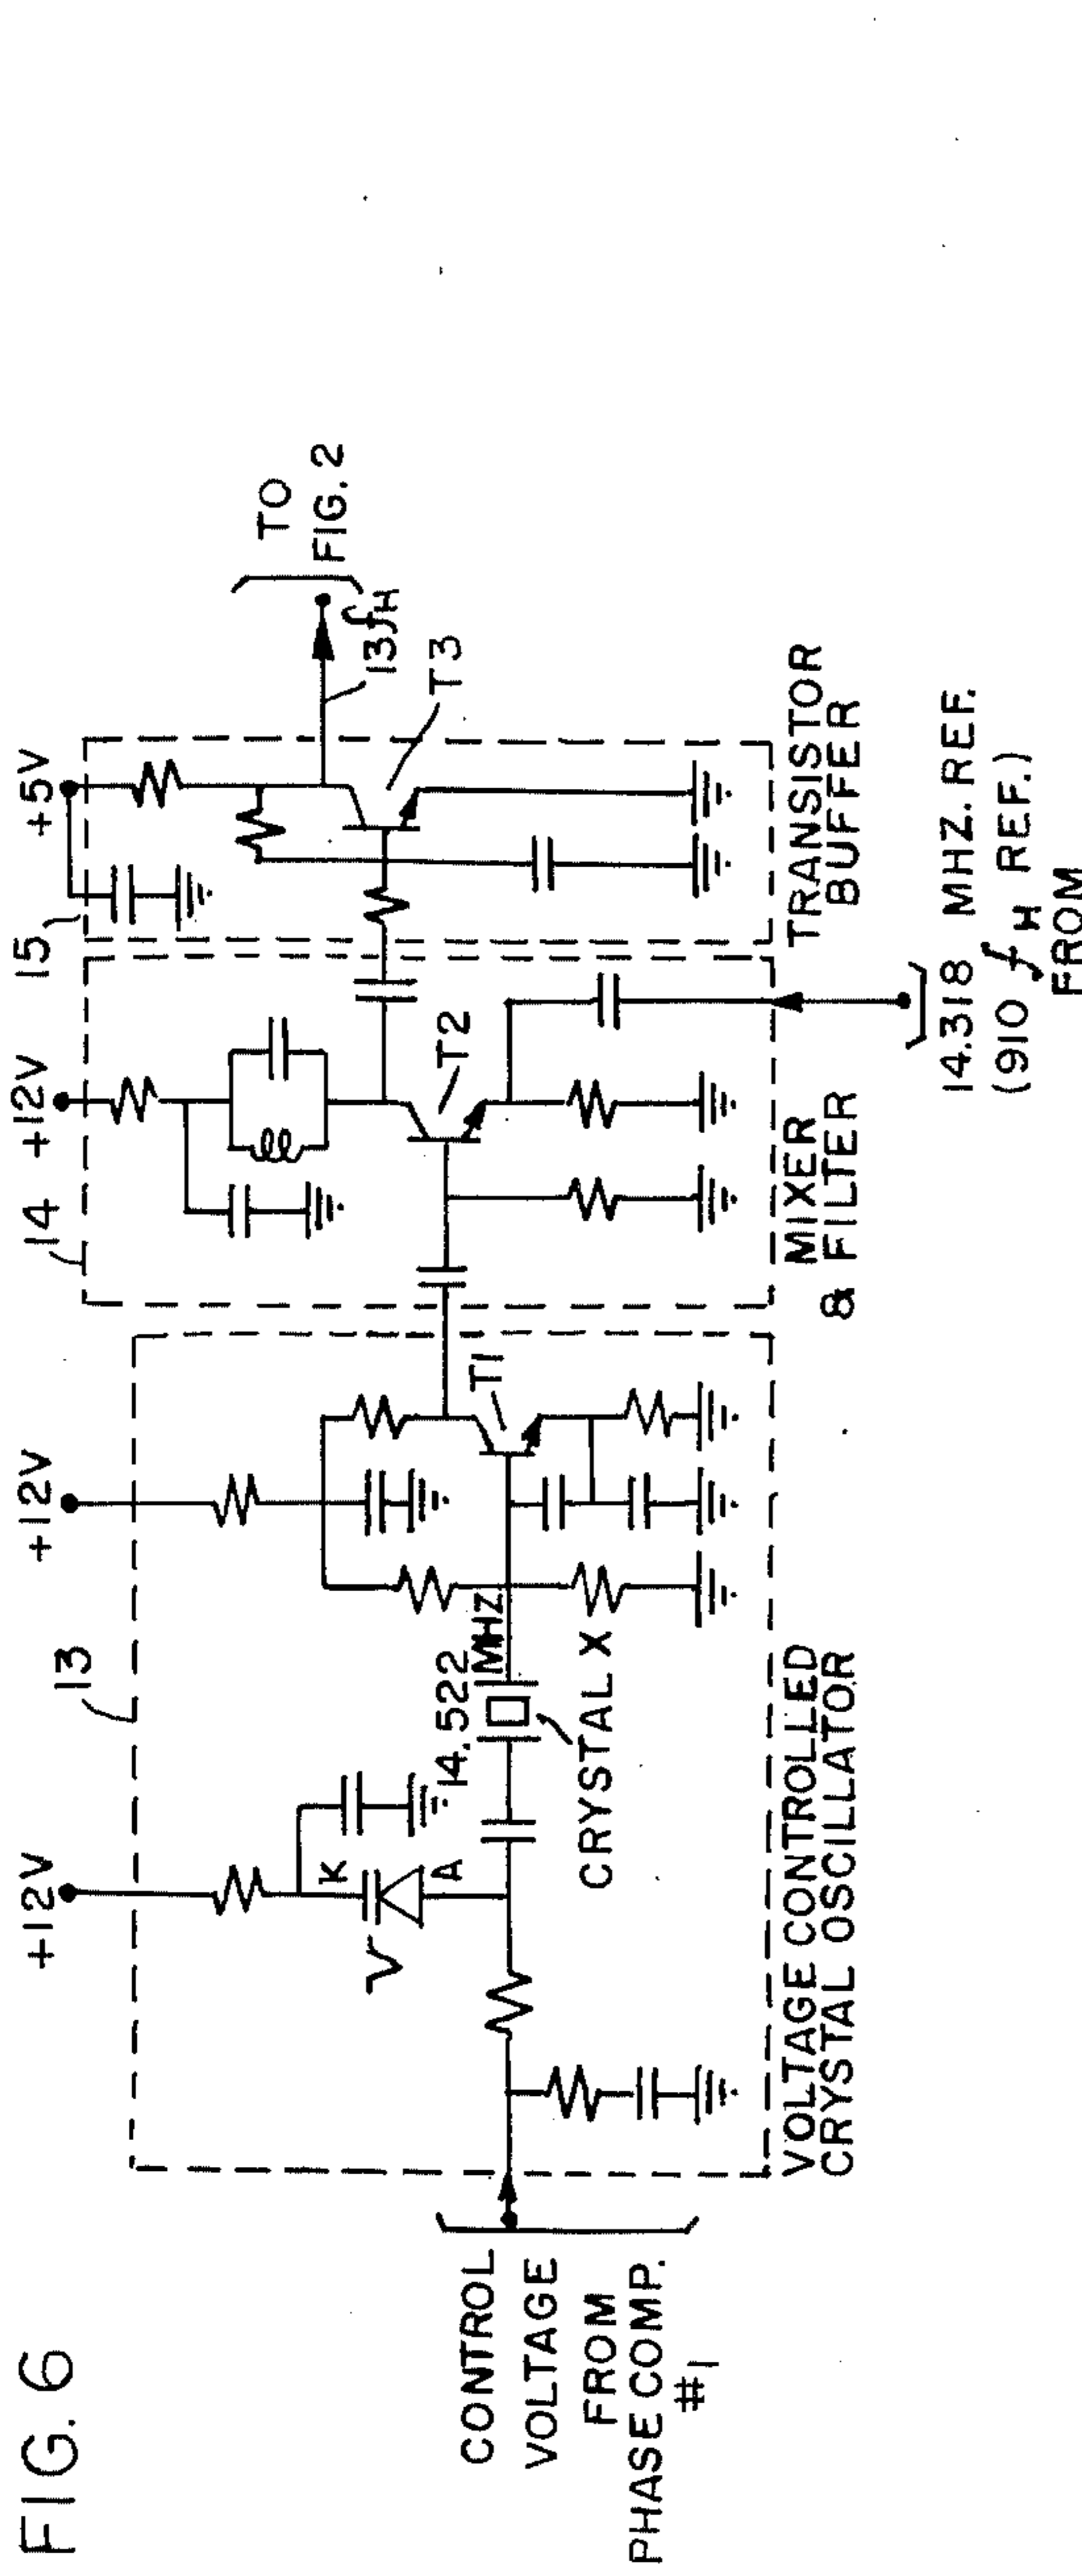 FIG. 6
+12V
13
+12V
14
+12V
15
+5V
K
V
A
14.522
MHZ
CRYSTAL X
T1
T2
T3
13fH
TO
FIG. 2
CONTROL
VOLTAGE
FROM
PHASE COMP.
#1
VOLTAGE CONTROLLED
CRYSTAL OSCILLATOR
MIXER
& FILTER
TRANSISTOR
BUFFER
14.318 MHZ. REF.
(910 fH REF.)
FROM